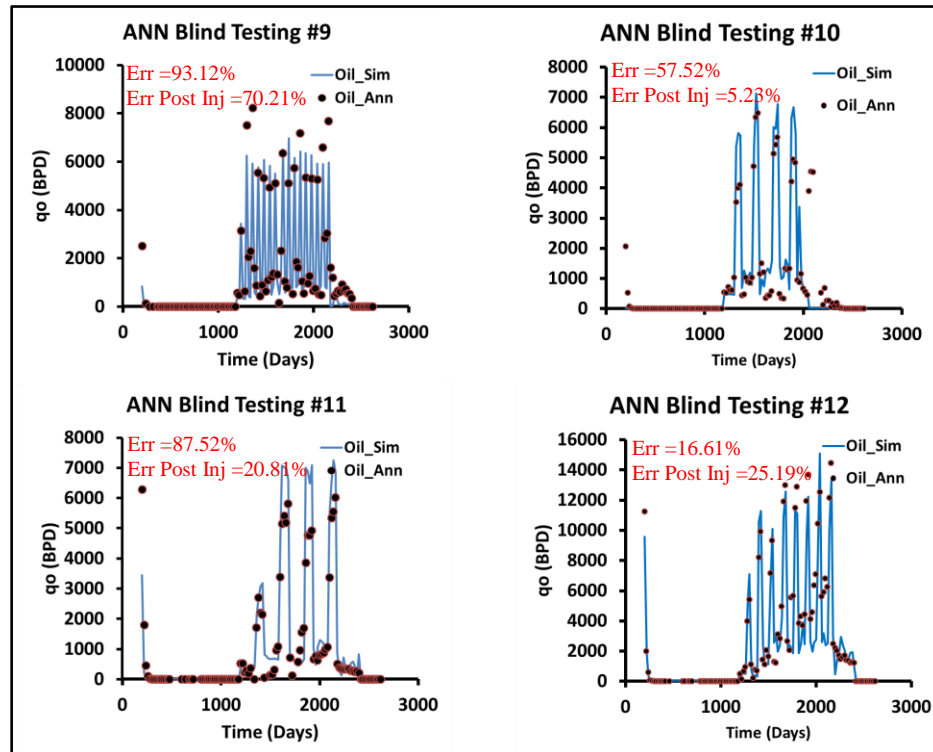 ANN Blind Testing #9
Err =93.12%
Err Post Inj =70.21%
Oil_Sim
Oil_Ann
10000
8000
6000
4000
2000
0
qo (BPD)
0 1000 2000 3000
Time (Days)
ANN Blind Testing #10
Err =57.52%
Err Post Inj =5.23%
Oil_Sim
Oil_Ann
8000
7000
6000
5000
4000
3000
2000
1000
0
qo (BPD)
0 1000 2000 3000
Time (Days)
ANN Blind Testing #11
Err =87.52%
Err Post Inj =20.81%
Oil_Sim
Oil_Ann
8000
7000
6000
5000
4000
3000
2000
1000
0
qo (BPD)
0 1000 2000 3000
Time (Days)
ANN Blind Testing #12
Err =16.61%
Err Post Inj =25.19%
Oil_Sim
Oil_Ann
16000
14000
12000
10000
8000
6000
4000
2000
0
qo (BPD)
0 1000 2000 3000
Time (Days)